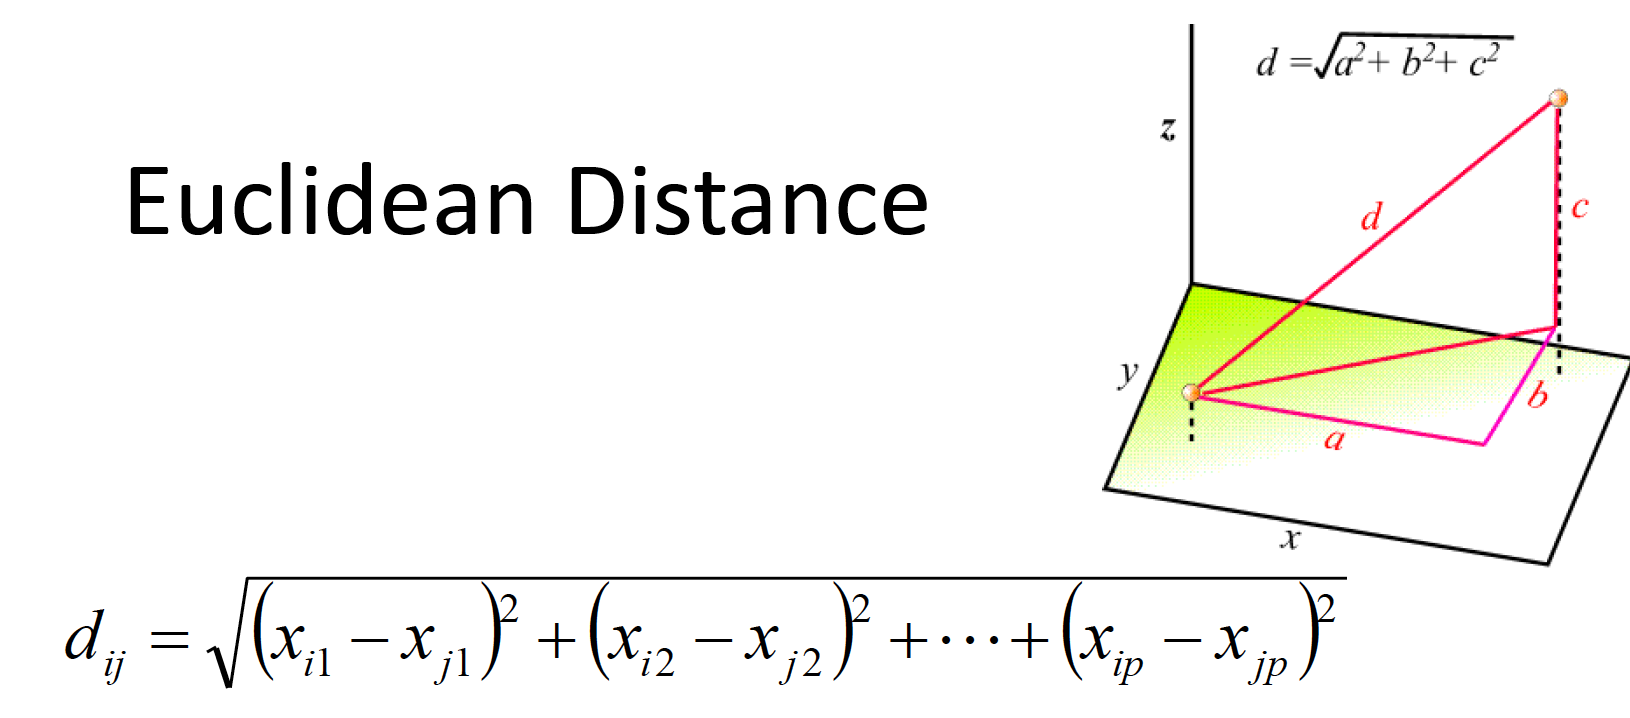 d = √a²+ b²+ c²
z
Euclidean Distance
d
c
y
b
a
x
d_ij = √(x_i1 − x_j1)² + (x_i2 − x_j2)² + ⋯ + (x_ip − x_jp)²